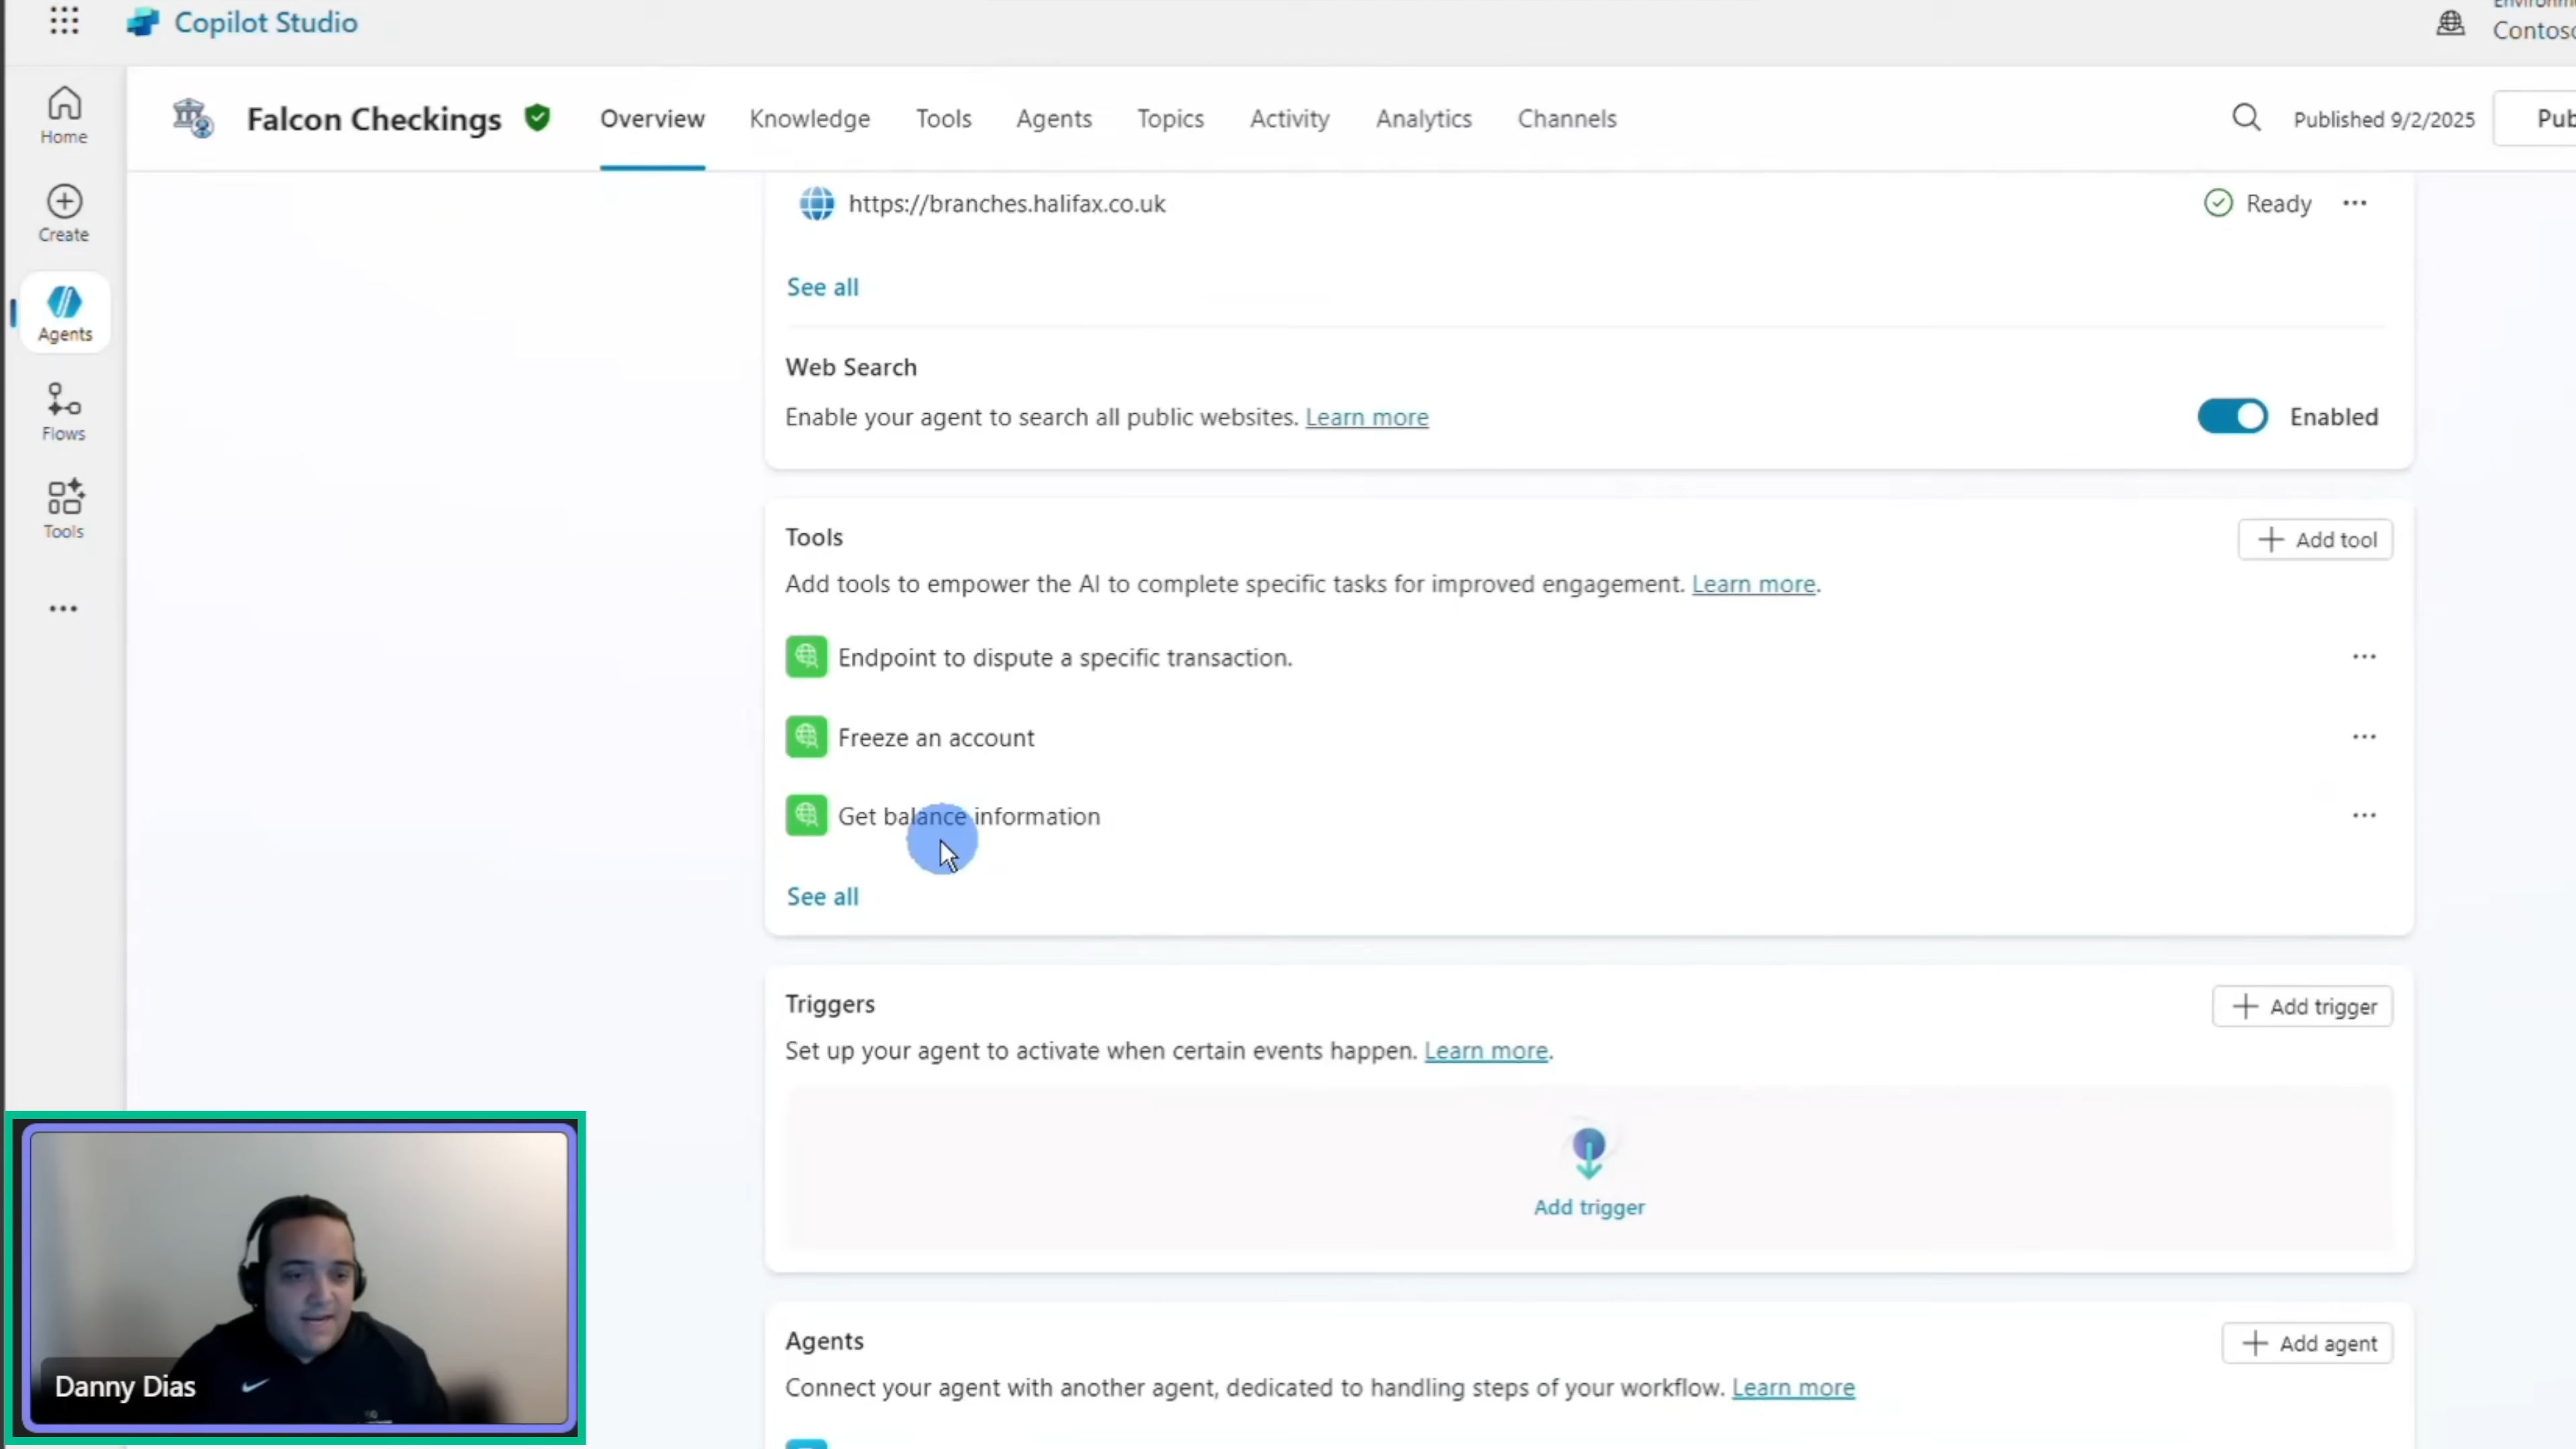 Copilot Studio
Contoso
Home
Create
Agents
Flows
Tools
Falcon Checkings
Overview
Knowledge
Tools
Agents
Topics
Activity
Analytics
Channels
Published 9/2/2025
https://branches.halifax.co.uk
Ready
See all
Web Search
Enable your agent to search all public websites. Learn more
Enabled
Tools
Add tool
Add tools to empower the AI to complete specific tasks for improved engagement. Learn more.
Endpoint to dispute a specific transaction.
Freeze an account
Get balance information
See all
Triggers
Add trigger
Set up your agent to activate when certain events happen. Learn more.
Add trigger
Agents
Add agent
Connect your agent with another agent, dedicated to handling steps of your workflow. Learn more
Danny Dias